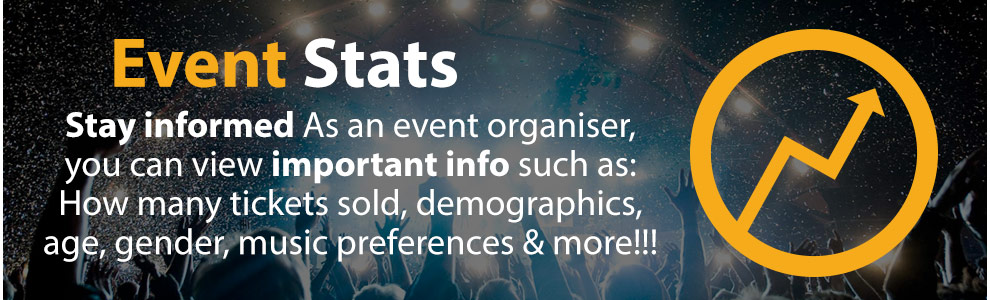 Event Stats
Stay informed As an event organiser,
you can view important info such as:
How many tickets sold, demographics,
age, gender, music preferences & more!!!